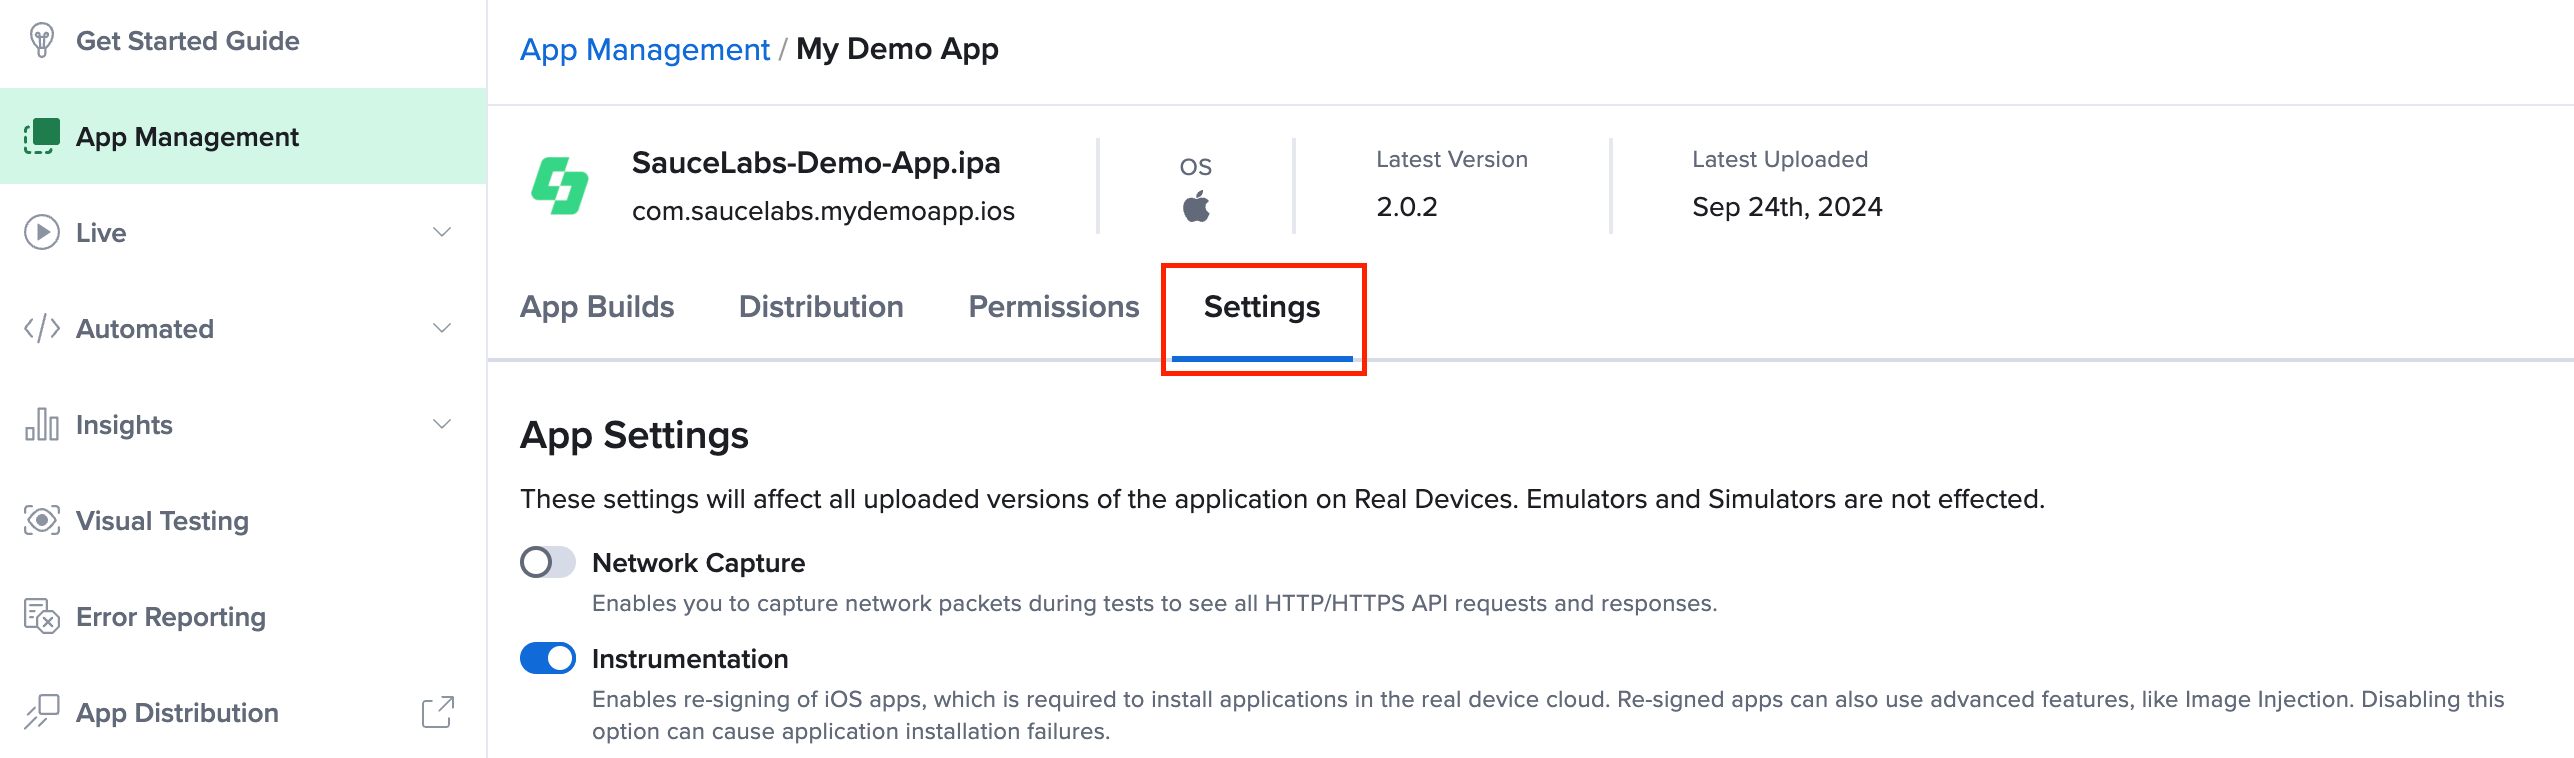 Get Started Guide
App Management
Live
Automated
Insights
Visual Testing
Error Reporting
App Distribution
App Management / My Demo App
SauceLabs-Demo-App.ipa
com.saucelabs.mydemoapp.ios
OS
Latest Version
2.0.2
Latest Uploaded
Sep 24th, 2024
App Builds
Distribution
Permissions
Settings
App Settings
These settings will affect all uploaded versions of the application on Real Devices. Emulators and Simulators are not effected.
Network Capture
Enables you to capture network packets during tests to see all HTTP/HTTPS API requests and responses.
Instrumentation
Enables re-signing of iOS apps, which is required to install applications in the real device cloud. Re-signed apps can also use advanced features, like Image Injection. Disabling this
option can cause application installation failures.